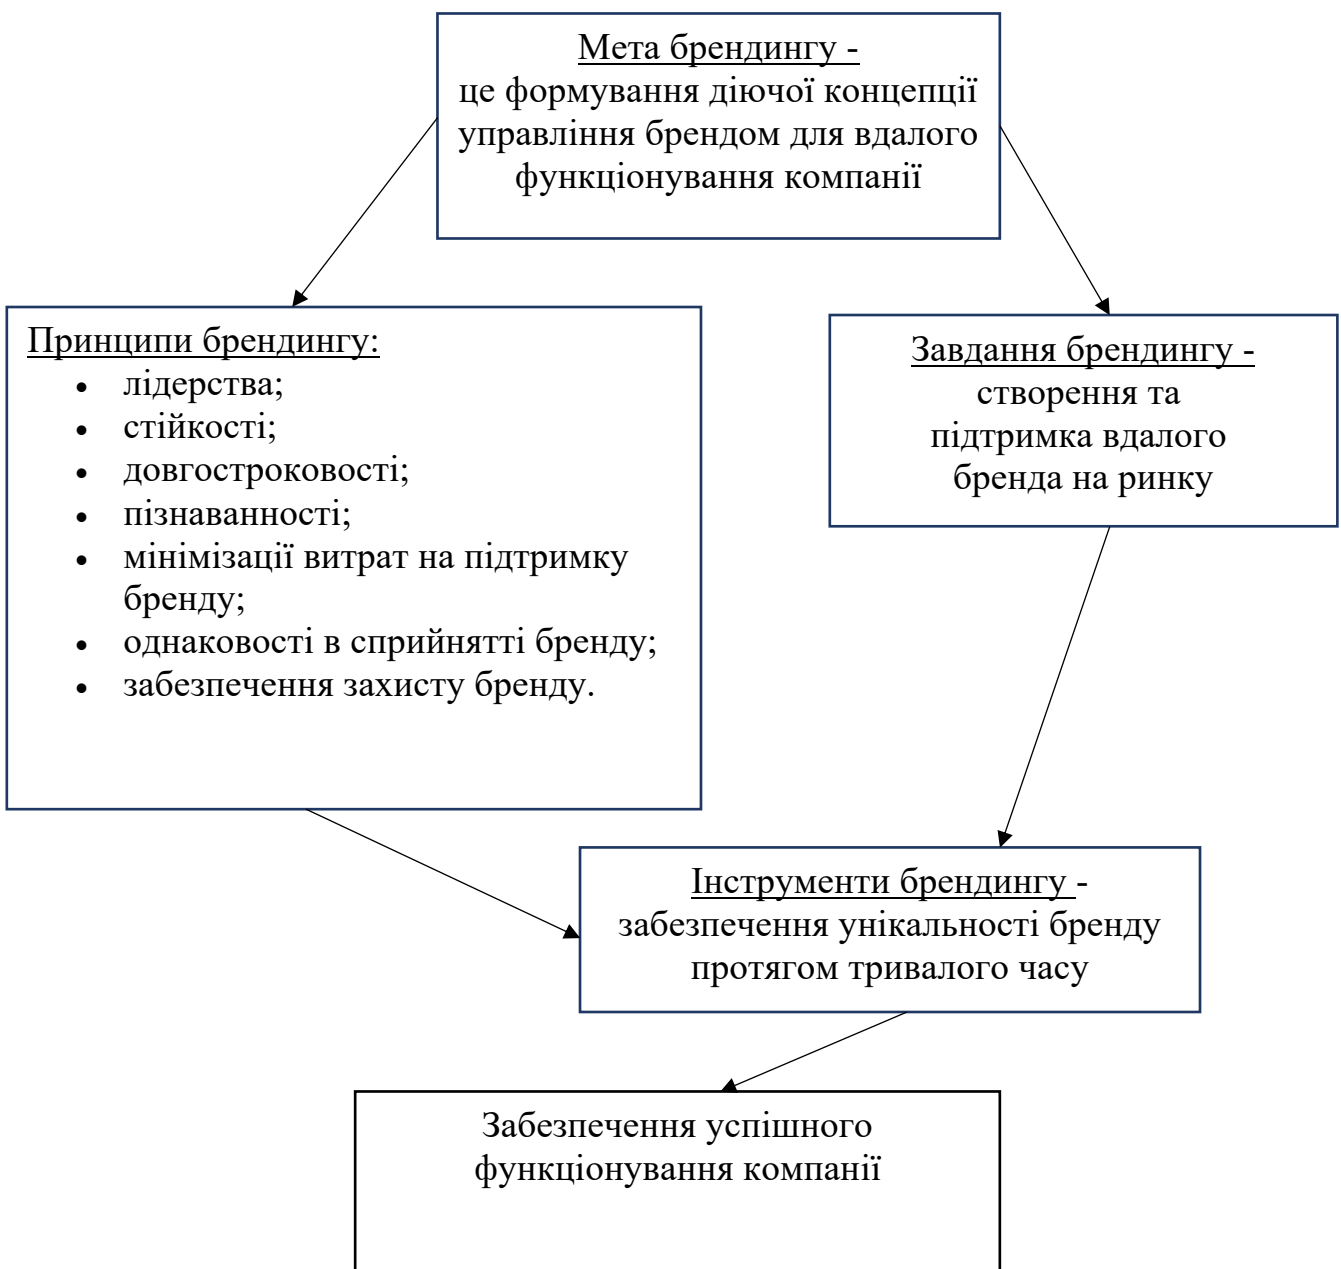 Мета брендингу -
це формування діючої концепції
управління брендом для вдалого
функціонування компанії
Принципи брендингу:
• лідерства;
• стійкості;
• довгостроковості;
• пізнаванності;
• мінімізації витрат на підтримку
бренду;
• однаковості в сприйнятті бренду;
• забезпечення захисту бренду.
Завдання брендингу -
створення та
підтримка вдалого
бренда на ринку
Інструменти брендингу -
забезпечення унікальності бренду
протягом тривалого часу
Забезпечення успішного
функціонування компанії